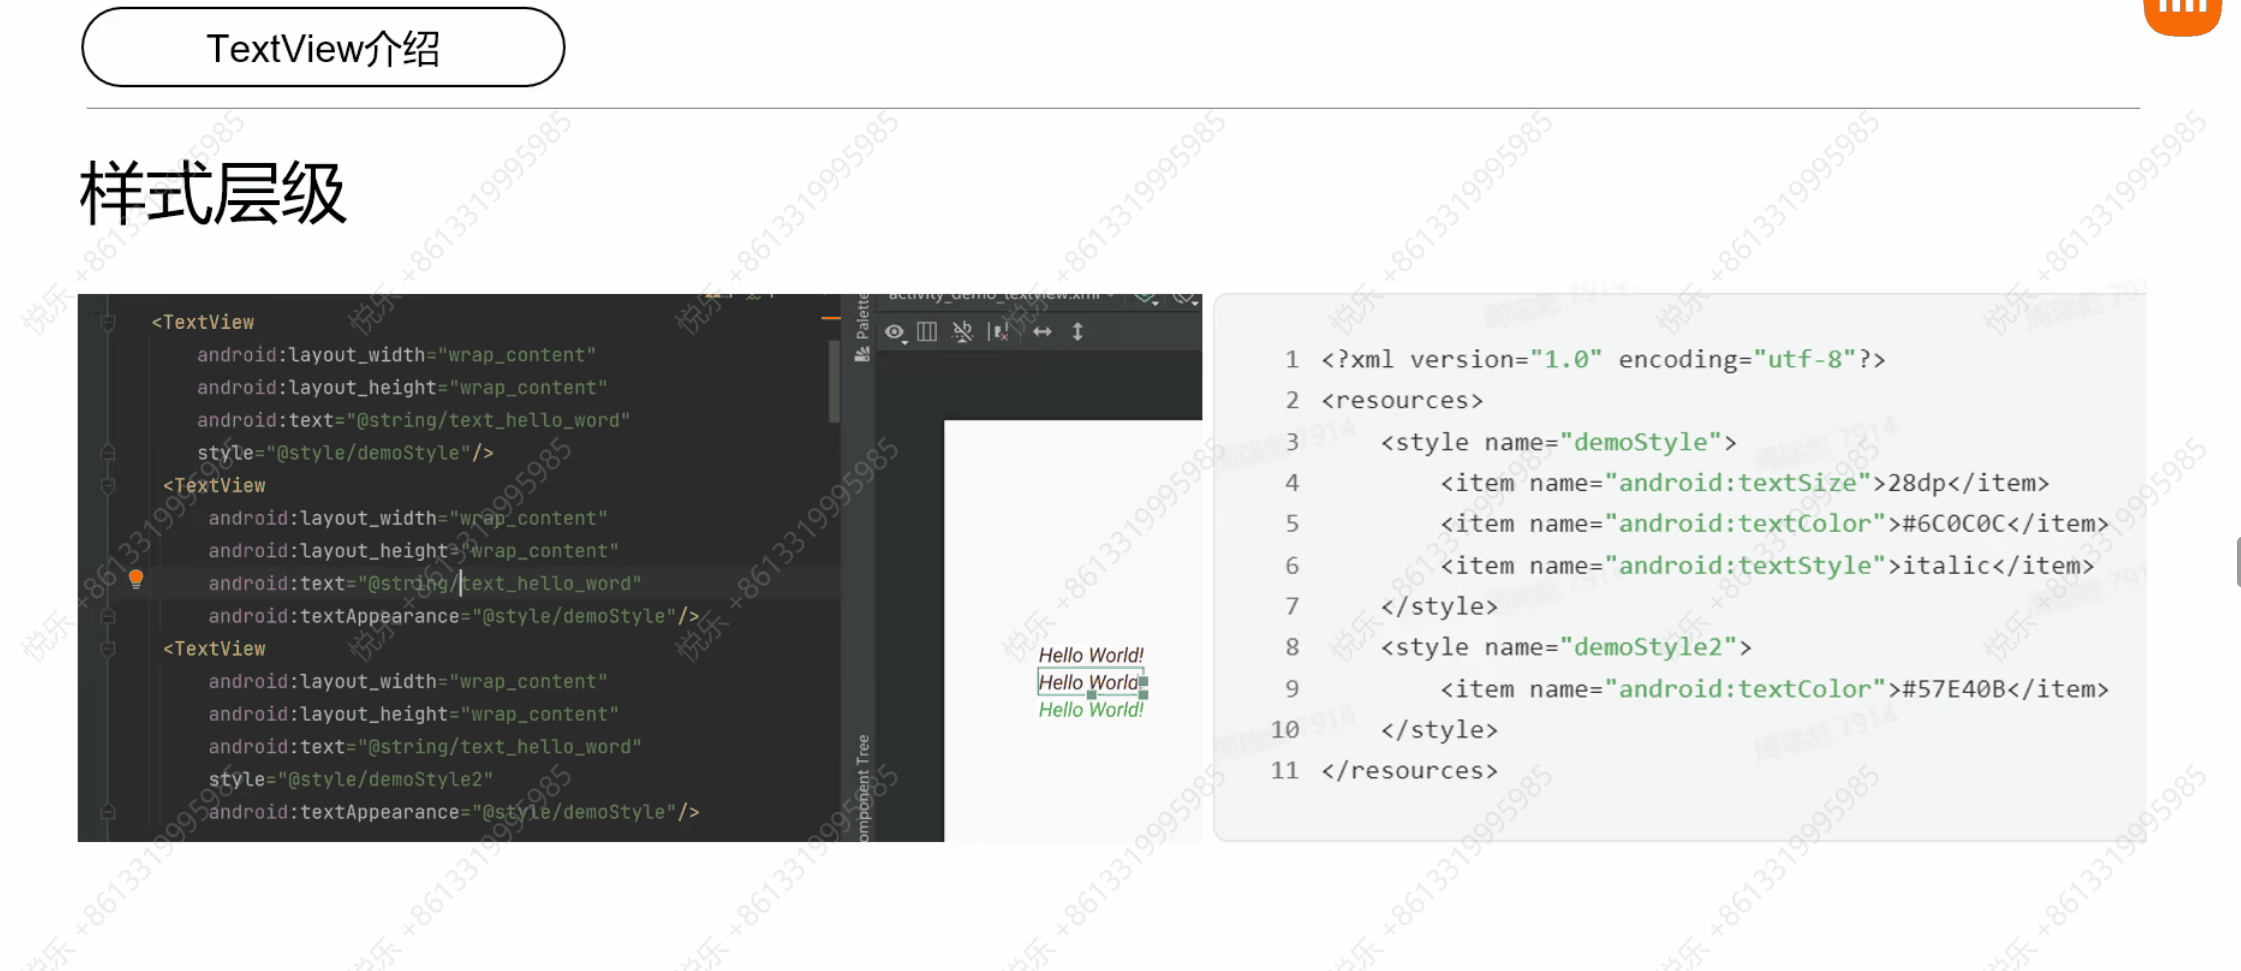 TextView介绍
样式层级
<TextView
android:layout_width="wrap_content"
android:layout_height="wrap_content"
android:text="@string/text_hello_word"
style="@style/demoStyle"/>
<TextView
android:layout_width="wrap_content"
android:layout_height="wrap_content"
android:text="@string/text_hello_word"
android:textAppearance="@style/demoStyle"/>
<TextView
android:layout_width="wrap_content"
android:layout_height="wrap_content"
android:text="@string/text_hello_word"
style="@style/demoStyle2"
android:textAppearance="@style/demoStyle"/>
Palette
activity_demo_textview.xml
Component Tree
Hello World!
Hello World!
Hello World!
1 <?xml version="1.0" encoding="utf-8"?>
2 <resources>
3 <style name="demoStyle">
4 <item name="android:textSize">28dp</item>
5 <item name="android:textColor">#6C0C0C</item>
6 <item name="android:textStyle">italic</item>
7 </style>
8 <style name="demoStyle2">
9 <item name="android:textColor">#57E40B</item>
10 </style>
11 </resources>
悦乐 +8613319995985